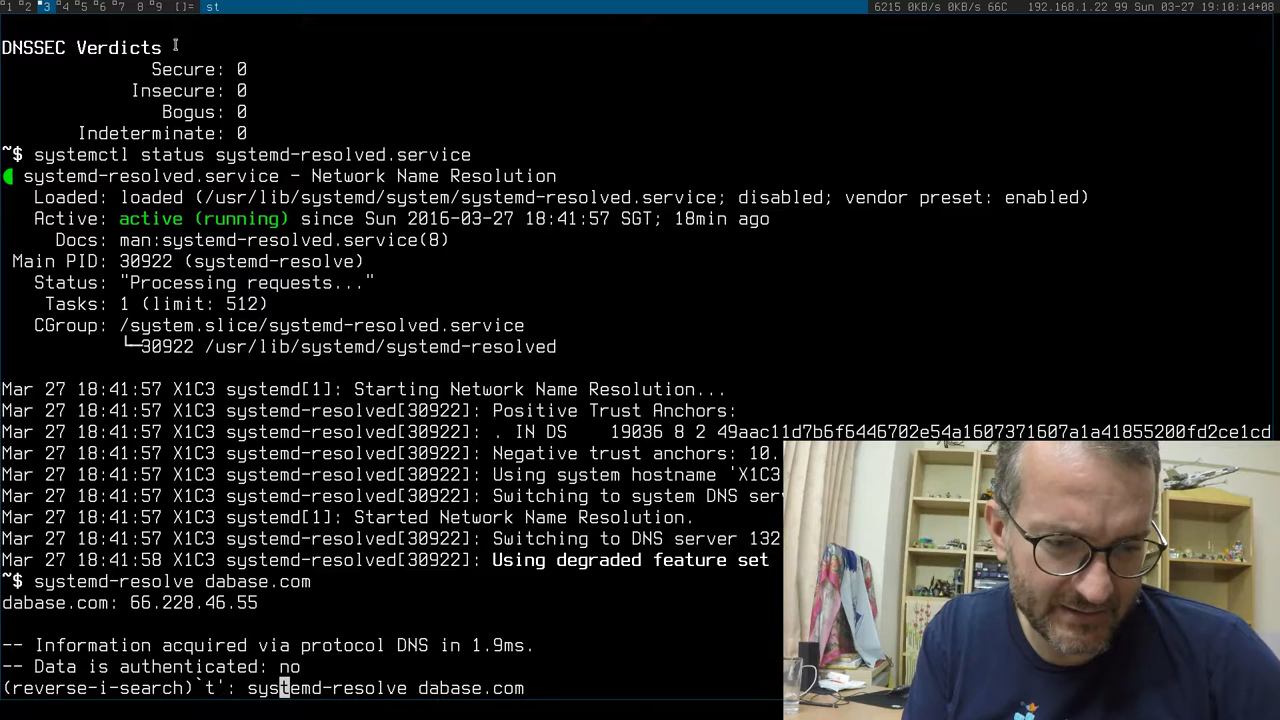 1 2 3 4 5 6 7 8 9 []= st 6215 0KB/s 0KB/s 66C 192.168.1.22 99 Sun 03-27 19:10:14+08
DNSSEC Verdicts
Secure: 0
Insecure: 0
Bogus: 0
Indeterminate: 0
~$ systemctl status systemd-resolved.service
systemd-resolved.service - Network Name Resolution
Loaded: loaded (/usr/lib/systemd/system/systemd-resolved.service; disabled; vendor preset: enabled)
Active: active (running) since Sun 2016-03-27 18:41:57 SGT; 18min ago
Docs: man:systemd-resolved.service(8)
Main PID: 30922 (systemd-resolve)
Status: "Processing requests..."
Tasks: 1 (limit: 512)
CGroup: /system.slice/systemd-resolved.service
└─30922 /usr/lib/systemd/systemd-resolved
Mar 27 18:41:57 X1C3 systemd[1]: Starting Network Name Resolution...
Mar 27 18:41:57 X1C3 systemd-resolved[30922]: Positive Trust Anchors:
Mar 27 18:41:57 X1C3 systemd-resolved[30922]: . IN DS 19036 8 2 49aac11d7b6f6446702e54a1607371607a1a41855200fd2ce1cd
Mar 27 18:41:57 X1C3 systemd-resolved[30922]: Negative trust anchors: 10.
Mar 27 18:41:57 X1C3 systemd-resolved[30922]: Using system hostname 'X1C3
Mar 27 18:41:57 X1C3 systemd-resolved[30922]: Switching to system DNS ser
Mar 27 18:41:57 X1C3 systemd[1]: Started Network Name Resolution.
Mar 27 18:41:57 X1C3 systemd-resolved[30922]: Switching to DNS server 132
Mar 27 18:41:58 X1C3 systemd-resolved[30922]: Using degraded feature set
~$ systemd-resolve dabase.com
dabase.com: 66.228.46.55
-- Information acquired via protocol DNS in 1.9ms.
-- Data is authenticated: no
(reverse-i-search)`t': systemd-resolve dabase.com